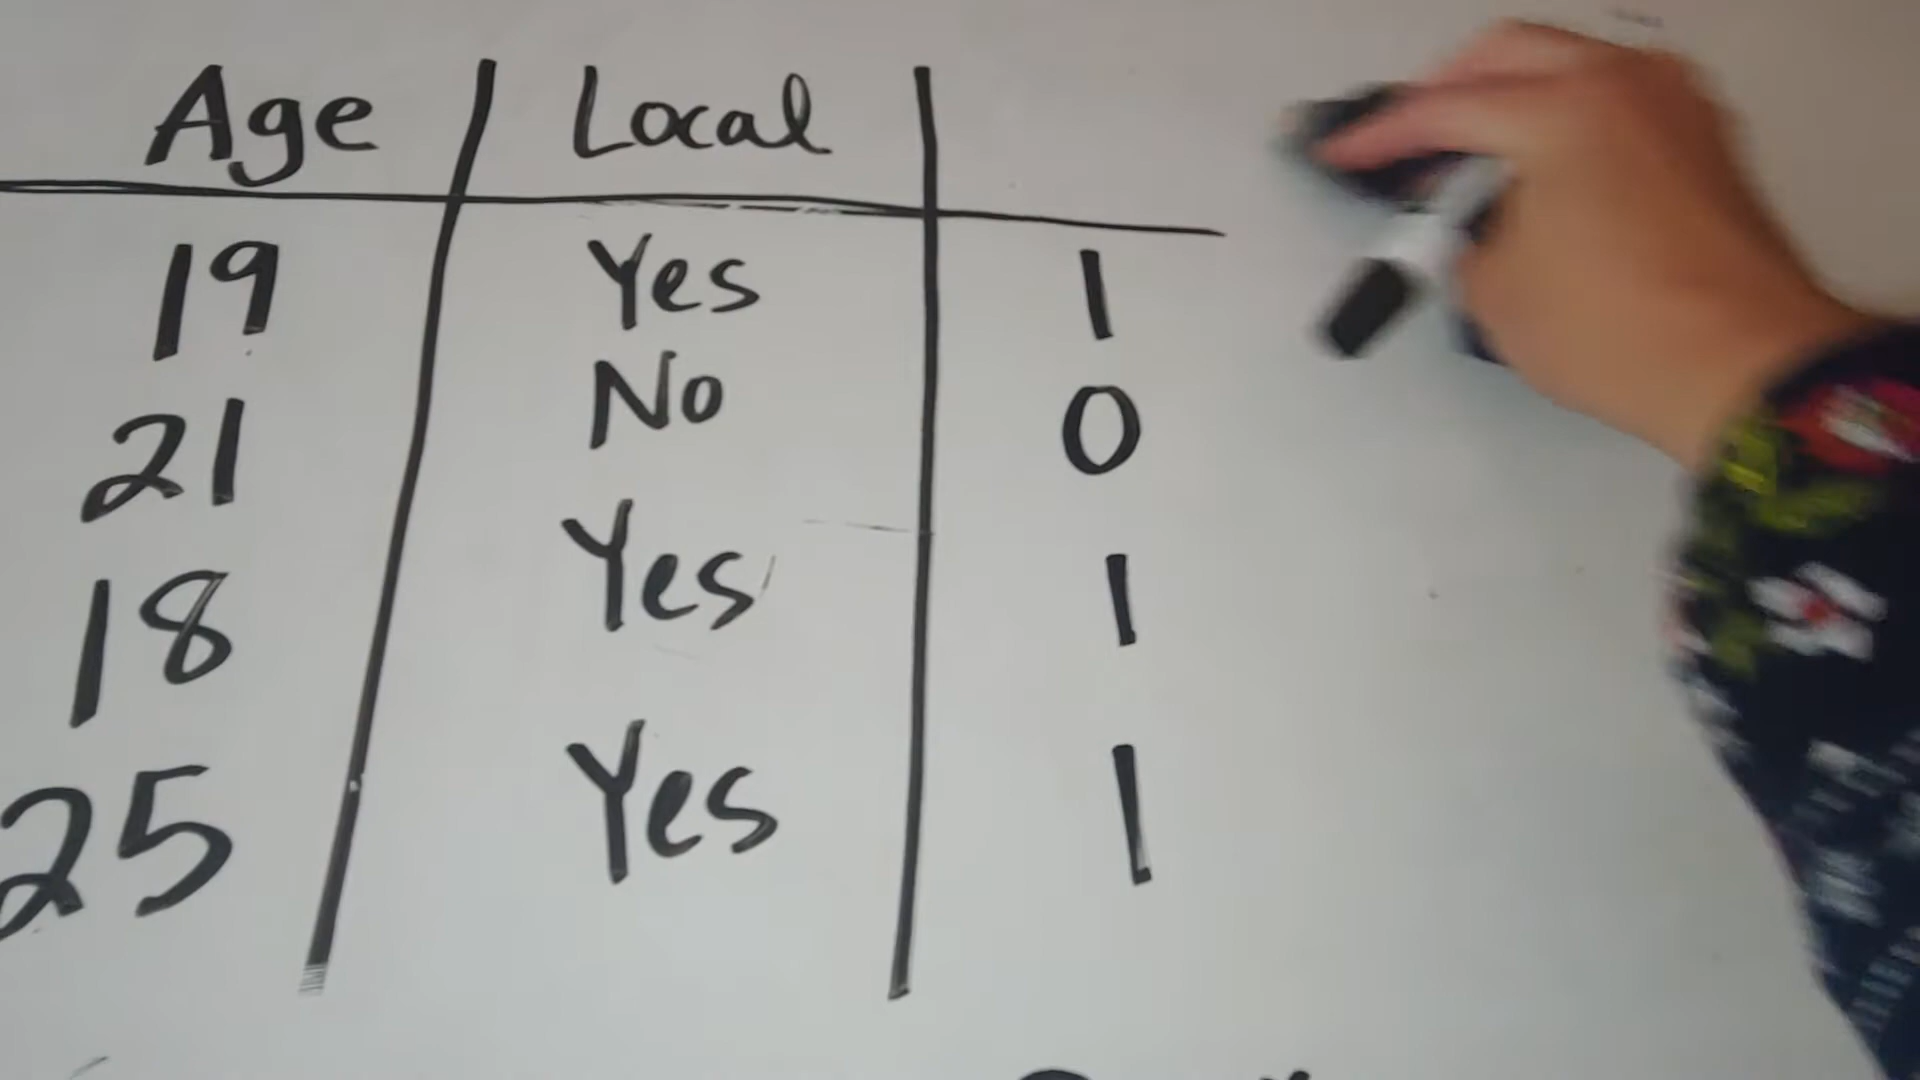 Age Local
19 Yes 1
21 No 0
18 Yes 1
25 Yes 1